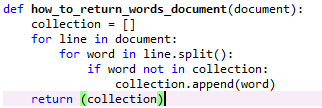 def how_to_return_words_document(document):
    collection = []
    for line in document:
        for word in line.split():
            if word not in collection:
                collection.append(word)
    return (collection)